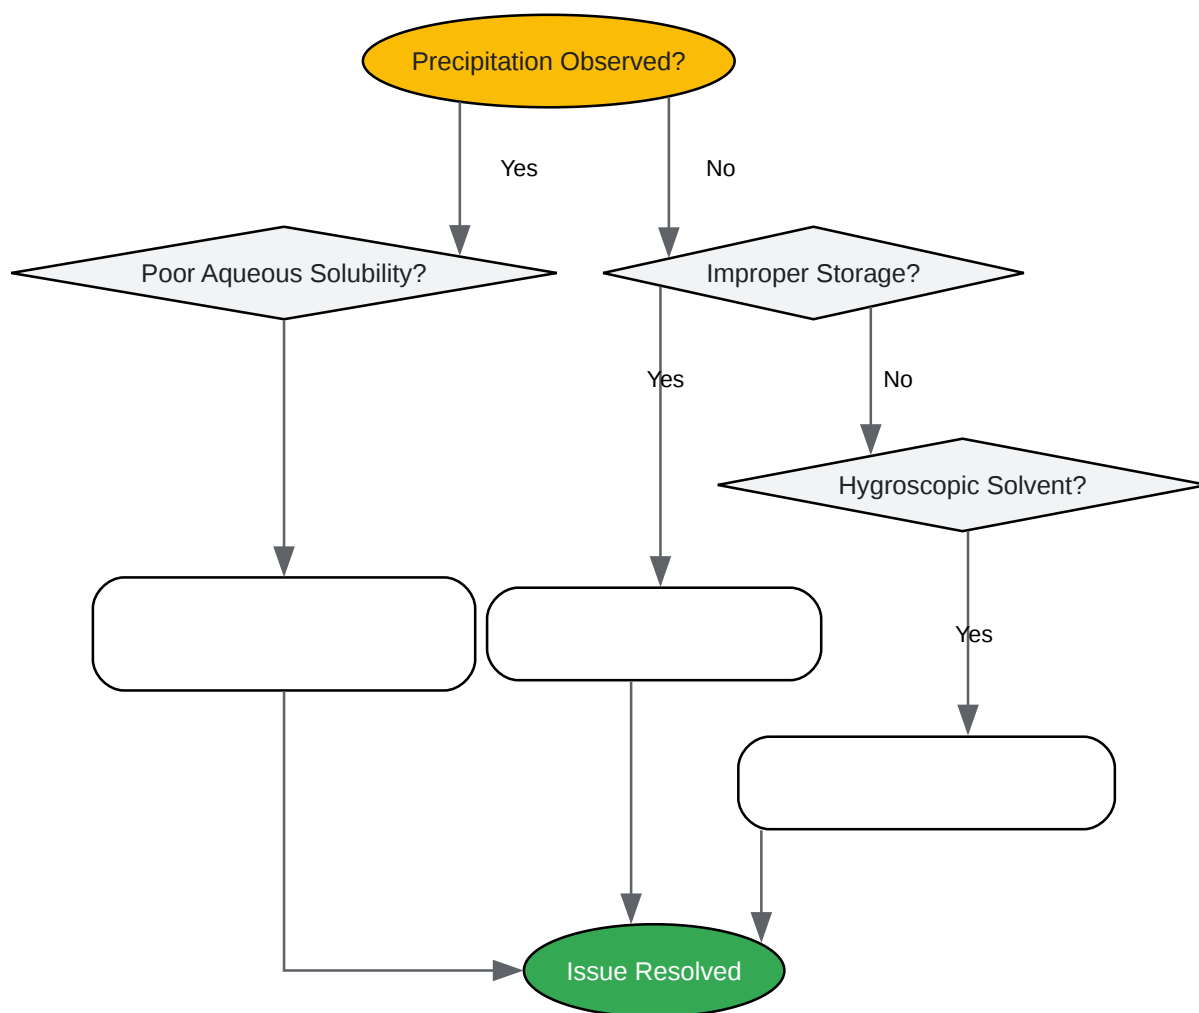 Precipitation Observed?
Yes
No
Poor Aqueous Solubility?
Improper Storage?
Yes
No
Hygroscopic Solvent?
Yes
Issue Resolved